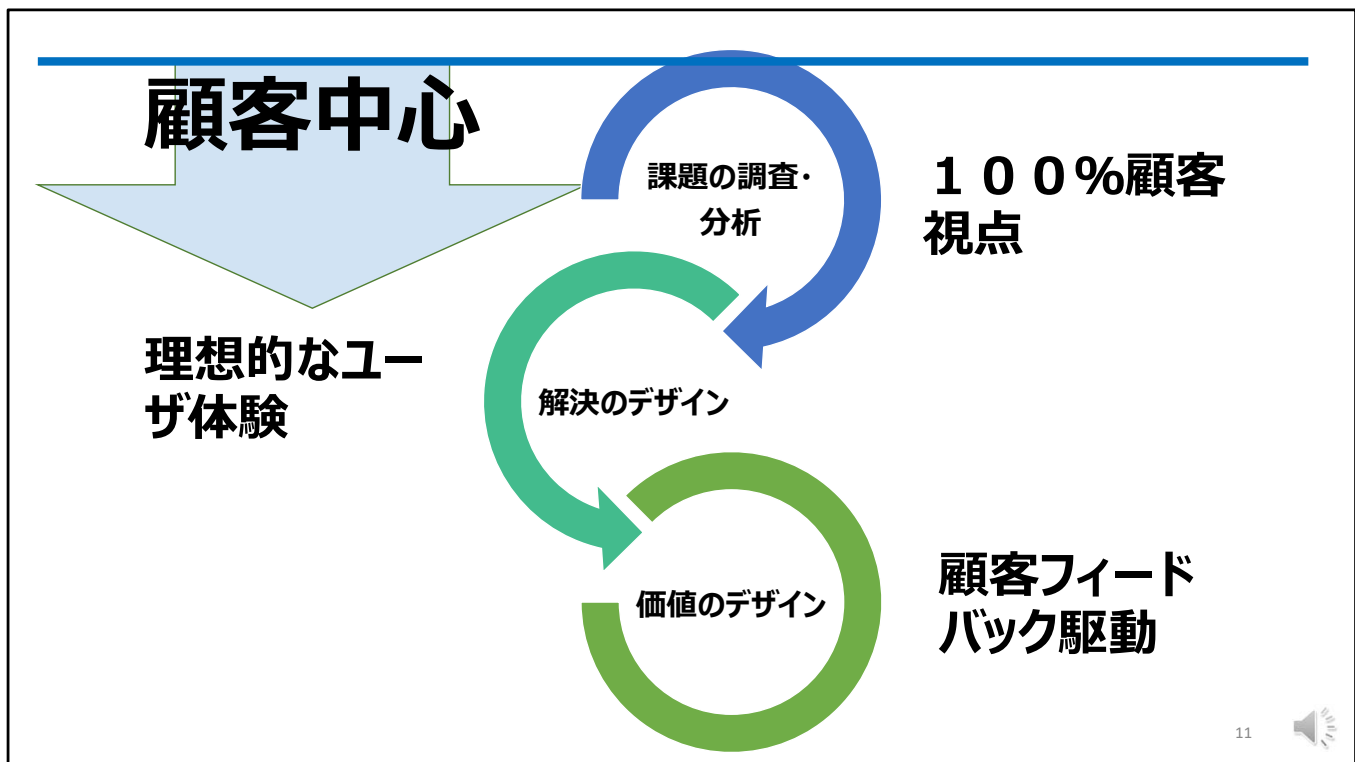 顧客中心
課題の調査・
分析
１００%顧客
視点
理想的なユー
ザ体験
解決のデザイン
価値のデザイン
顧客フィード
バック駆動
11